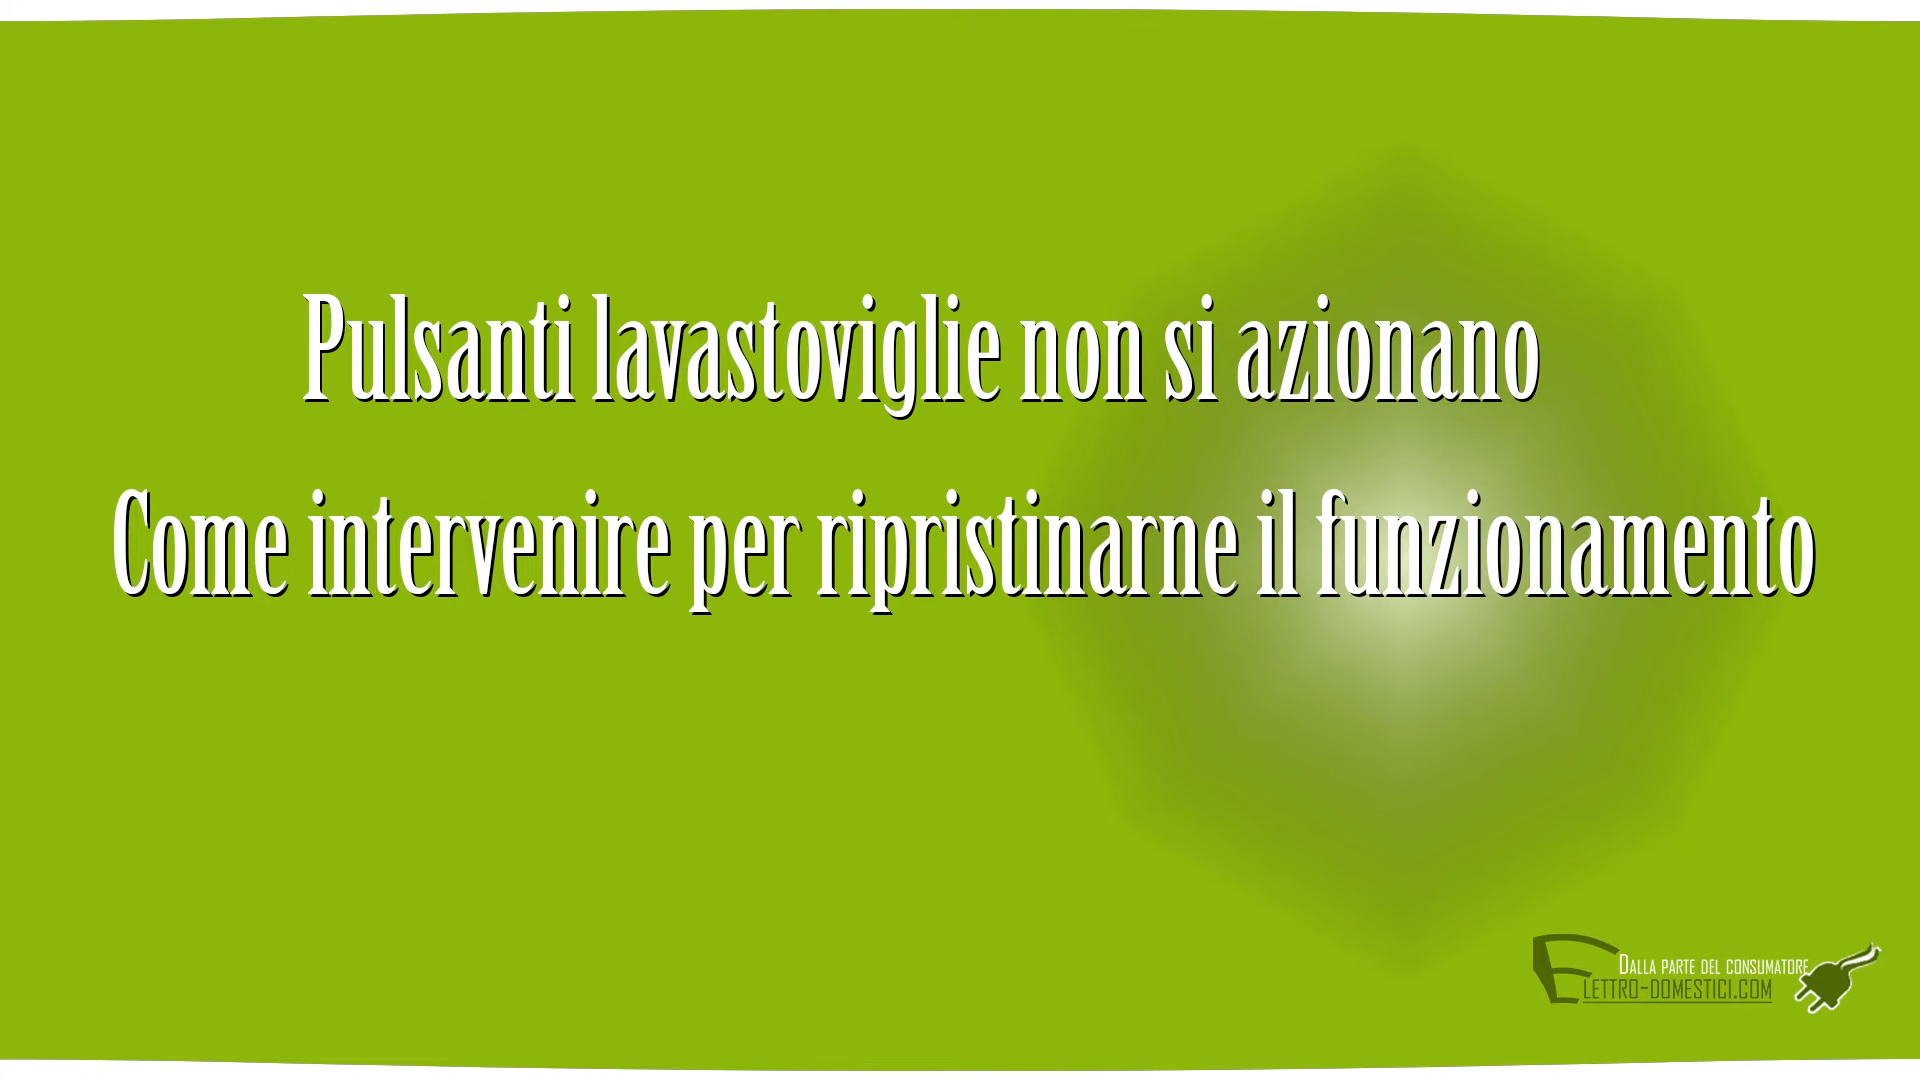 Pulsanti lavastoviglie non si azionano
Come intervenire per ripristinarne il funzionamento
DALLA PARTE DEL CONSUMATORE
ELETTRO-DOMESTICI.COM